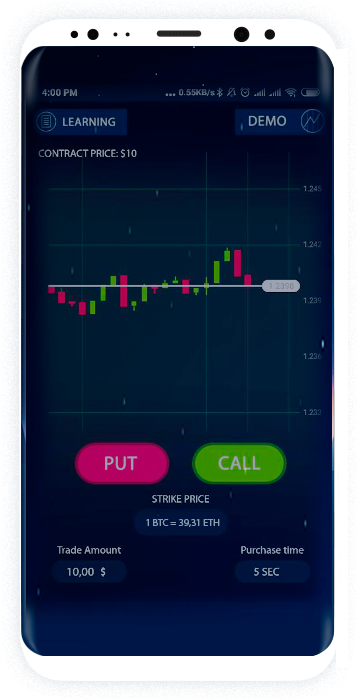 4:00 PM ... 0.55KB/s
LEARNING DEMO
CONTRACT PRICE: $10
1.245
1.242
1.2390
1.239
1.236
1.233
PUT CALL
STRIKE PRICE
1 BTC = 39,31 ETH
Trade Amount Purchase time
10,00 $ 5 SEC